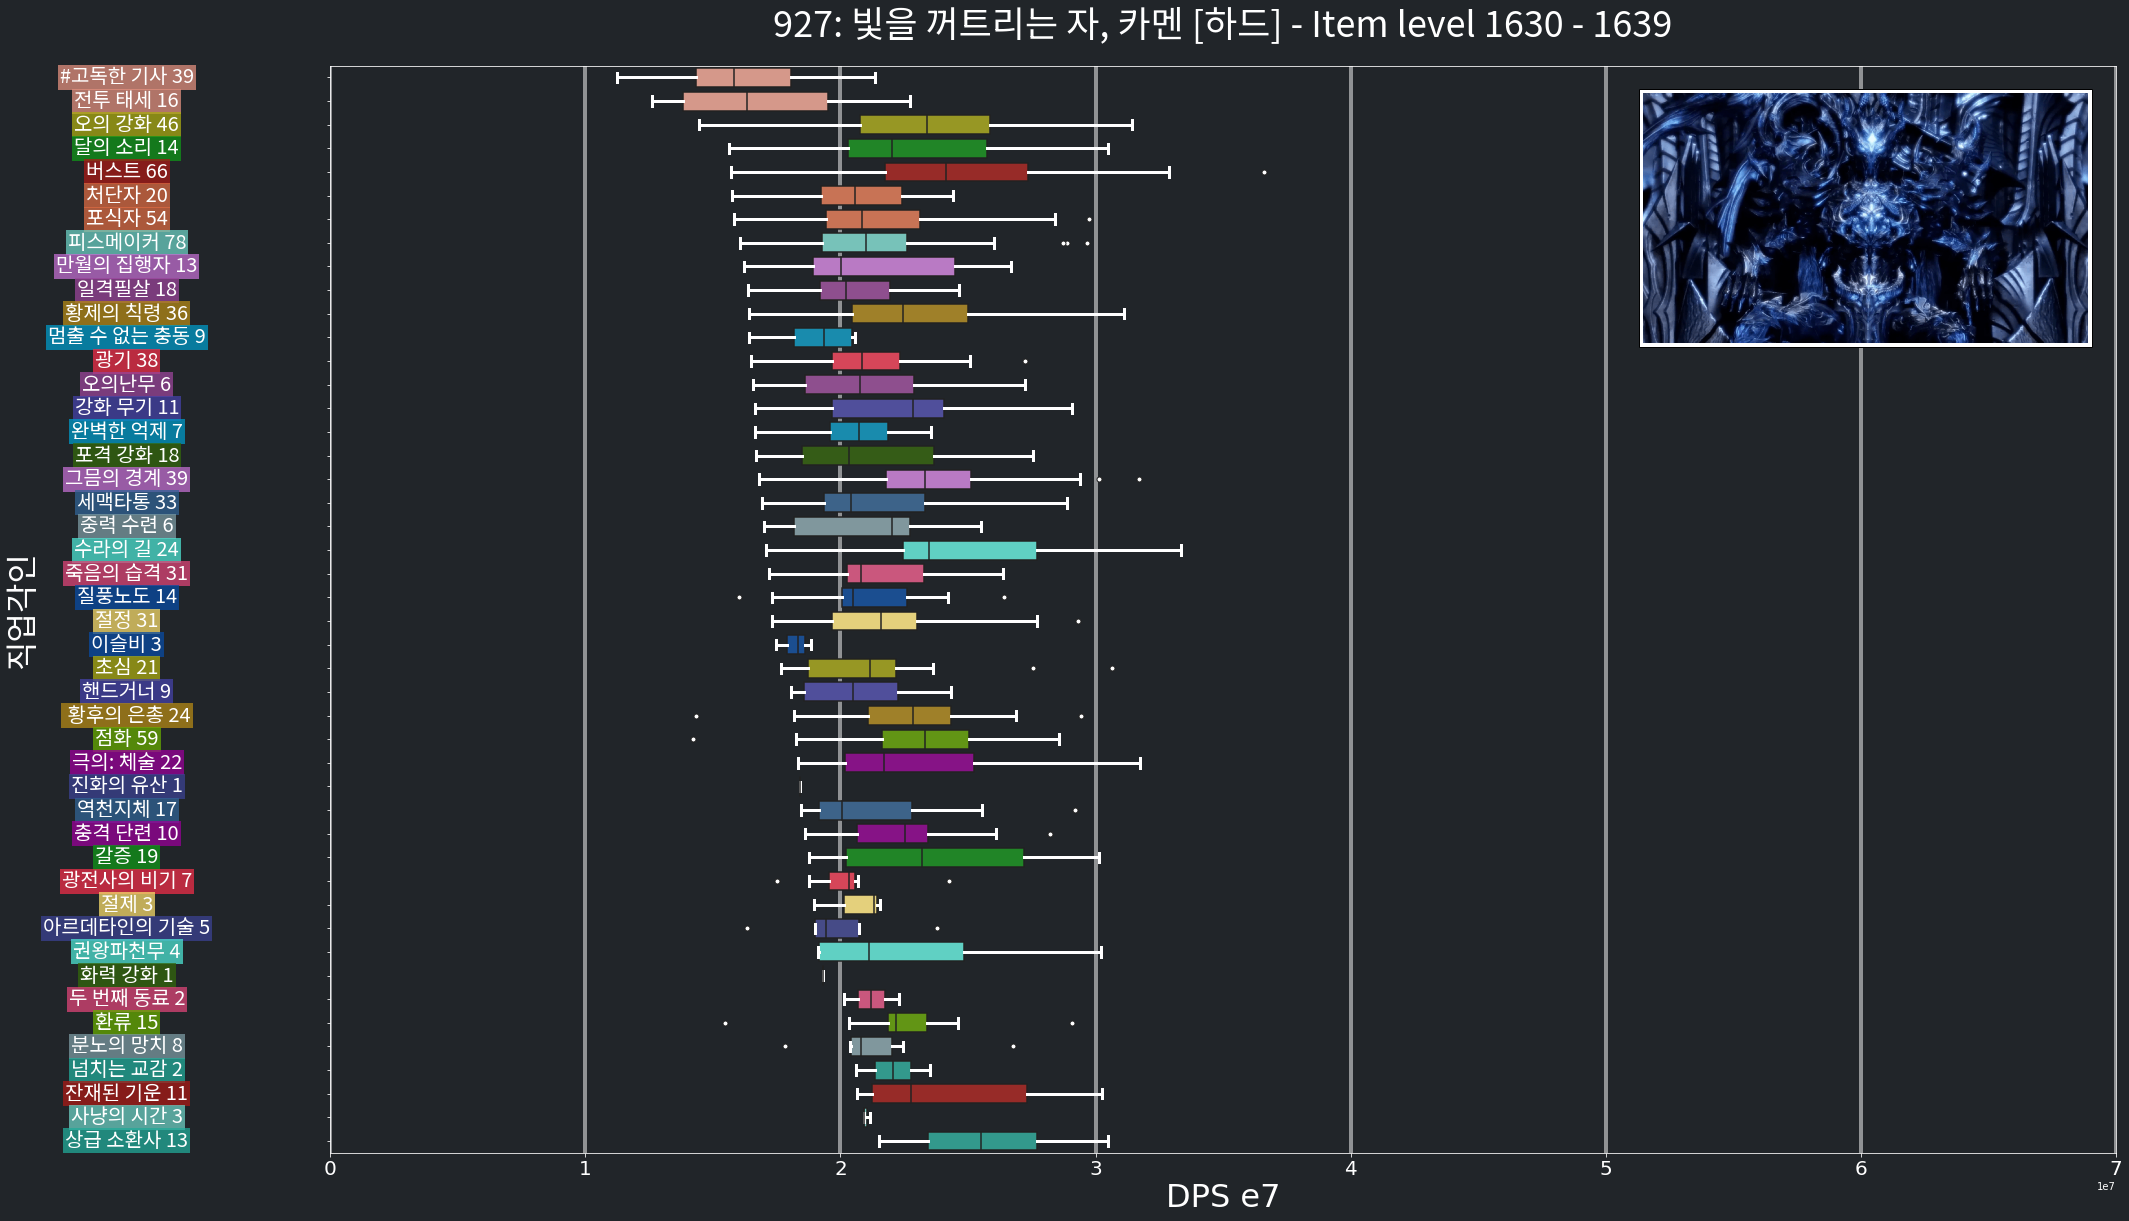 927: 빛을 꺼트리는 자, 카멘 [하드] - Item level 1630 - 1639
#고독한 기사 39
전투 태세 16
오의 강화 46
달의 소리 14
버스트 66
처단자 20
포식자 54
피스메이커 78
만월의 집행자 13
일격필살 18
황제의 칙령 36
멈출 수 없는 충동 9
광기 38
오의난무 6
강화 무기 11
완벽한 억제 7
포격 강화 18
그믐의 경계 39
세맥타통 33
중력 수련 6
수라의 길 24
죽음의 습격 31
질풍노도 14
절정 31
이슬비 3
초심 21
핸드거너 9
황후의 은총 24
점화 59
극의: 체술 22
진화의 유산 1
역천지체 17
충격 단련 10
갈증 19
광전사의 비기 7
절제 3
아르데타인의 기술 5
권왕파천무 4
화력 강화 1
두 번째 동료 2
환류 15
분노의 망치 8
넘치는 교감 2
잔재된 기운 11
사냥의 시간 3
상급 소환사 13
직업각인
0 1 2 3 4 5 6 7
1e7
DPS e7